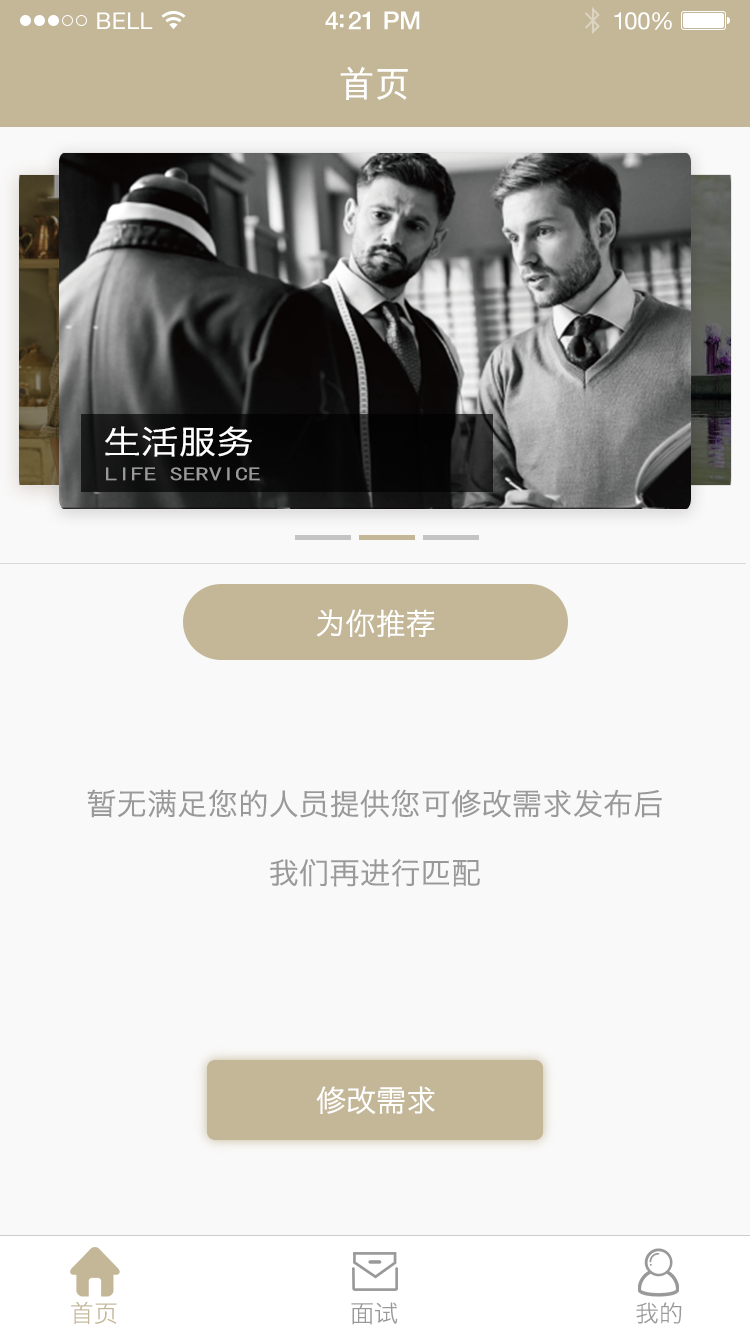 BELL 4:21 PM 100%
首页
生活服务
LIFE SERVICE
为你推荐
暂无满足您的人员提供您可修改需求发布后
我们再进行匹配
修改需求
首页 面试 我的